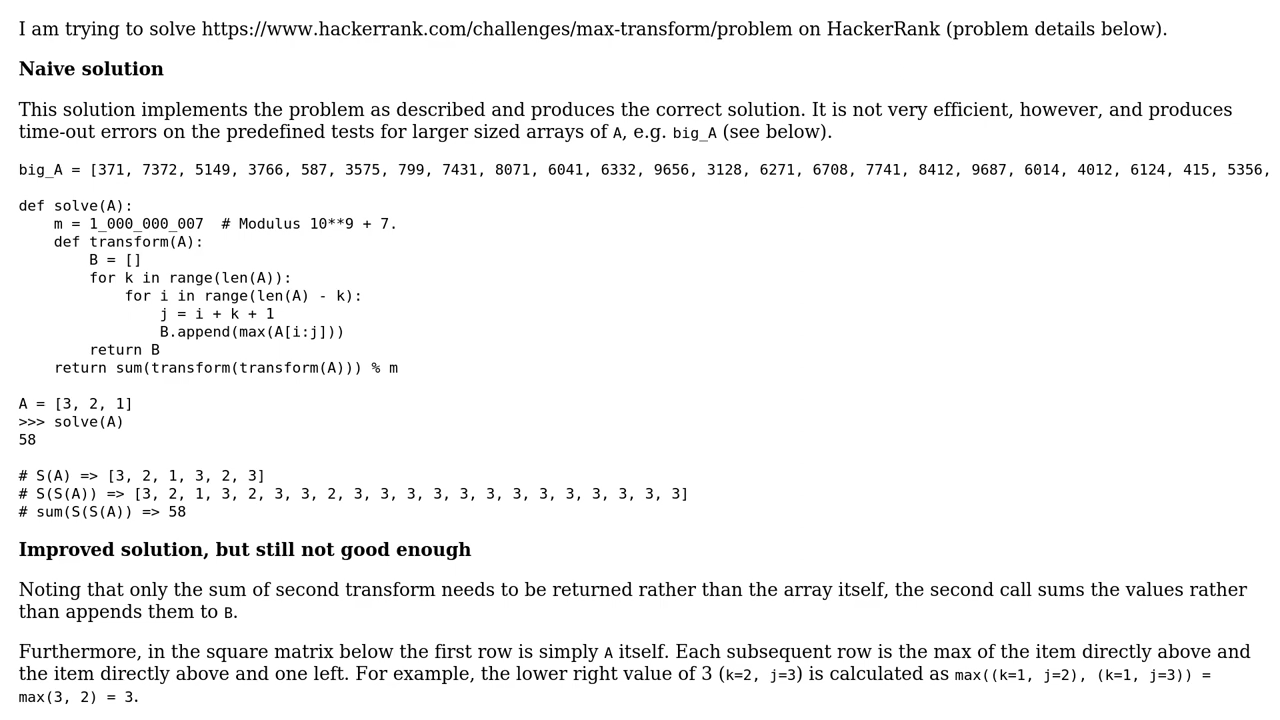 I am trying to solve https://www.hackerrank.com/challenges/max-transform/problem on HackerRank (problem details below).
Naive solution
This solution implements the problem as described and produces the correct solution. It is not very efficient, however, and produces
time-out errors on the predefined tests for larger sized arrays of A, e.g. big_A (see below).
big_A = [371, 7372, 5149, 3766, 587, 3575, 799, 7431, 8071, 6041, 6332, 9656, 3128, 6271, 6708, 7741, 8412, 9687, 6014, 4012, 6124, 415, 5356,
def solve(A):
    m = 1_000_000_007  # Modulus 10**9 + 7.
    def transform(A):
        B = []
        for k in range(len(A)):
            for i in range(len(A) - k):
                j = i + k + 1
                B.append(max(A[i:j]))
        return B
    return sum(transform(transform(A))) % m
A = [3, 2, 1]
>>> solve(A)
58
# S(A) => [3, 2, 1, 3, 2, 3]
# S(S(A)) => [3, 2, 1, 3, 2, 3, 3, 2, 3, 3, 3, 3, 3, 3, 3, 3, 3, 3, 3, 3, 3]
# sum(S(S(A)) => 58
Improved solution, but still not good enough
Noting that only the sum of second transform needs to be returned rather than the array itself, the second call sums the values rather
than appends them to B.
Furthermore, in the square matrix below the first row is simply A itself. Each subsequent row is the max of the item directly above and
the item directly above and one left. For example, the lower right value of 3 (k=2, j=3) is calculated as max((k=1, j=2), (k=1, j=3)) =
max(3, 2) = 3.